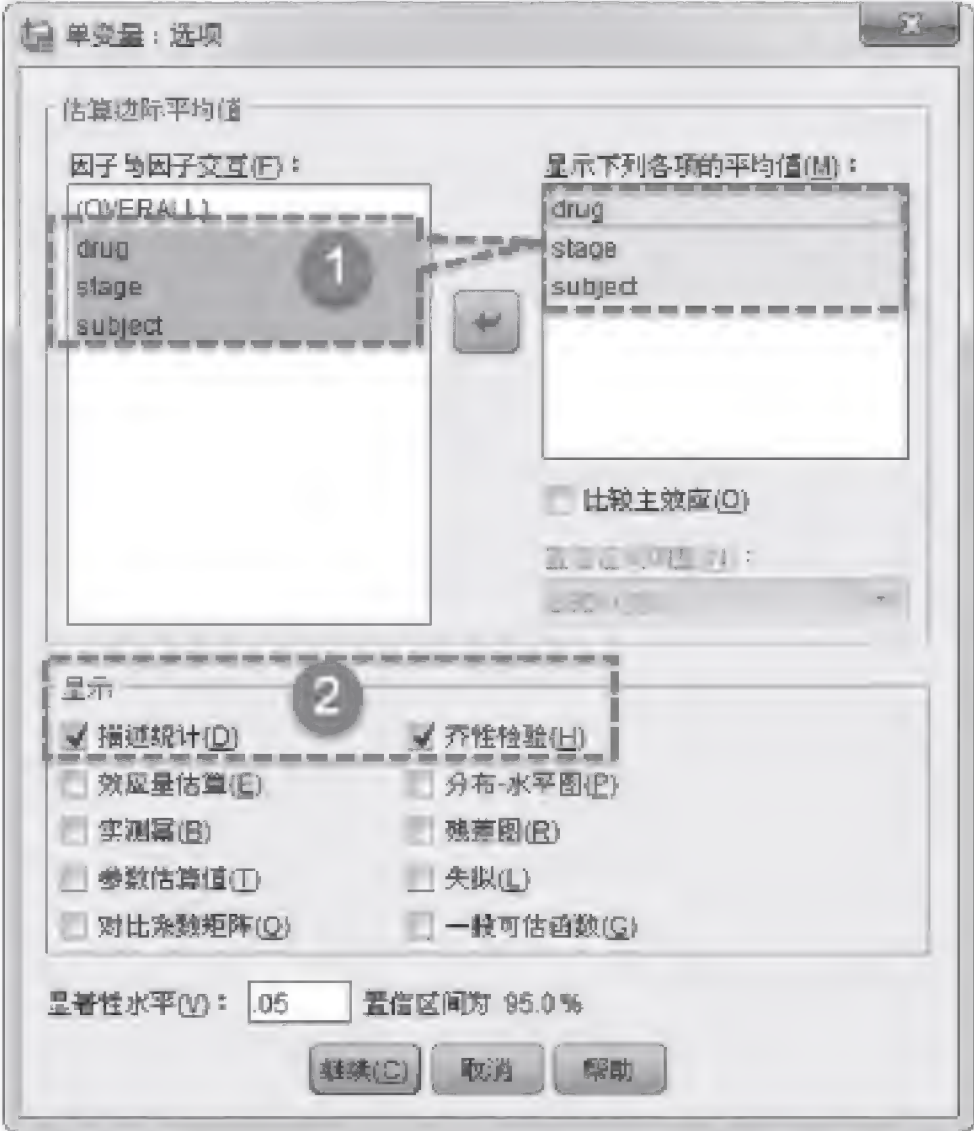 单变量：选项
估算边际平均值
因子与因子交互(F)：
显示下列各项的平均值(M)：
(OVERALL)
drug
stage
subject
1
drug
stage
subject
比较主效应(O)
显示
2
描述统计(D)
齐性检验(H)
效应量估算(E)
分布-水平图(P)
实测幂(B)
残差图(R)
参数估算值(T)
失拟(L)
对比系数矩阵(O)
一般可估函数(G)
显著性水平(V)： .05 置信区间为 95.0 %
继续(C) 取消 帮助